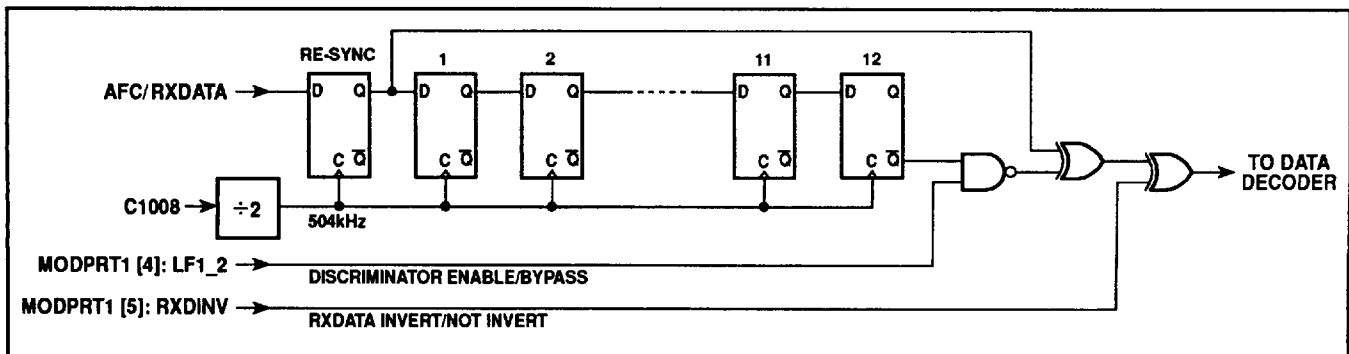 RE-SYNC
1
2
11
12
AFC/RXDATA
D Q
D Q
D Q
D Q
D Q
C Q̅
C Q̅
C Q̅
C Q̅
C Q̅
TO DATA
DECODER
C1008
÷2
504kHz
MODPRT1 [4]: LF1_2
DISCRIMINATOR ENABLE/BYPASS
MODPRT1 [5]: RXDINV
RXDATA INVERT/NOT INVERT